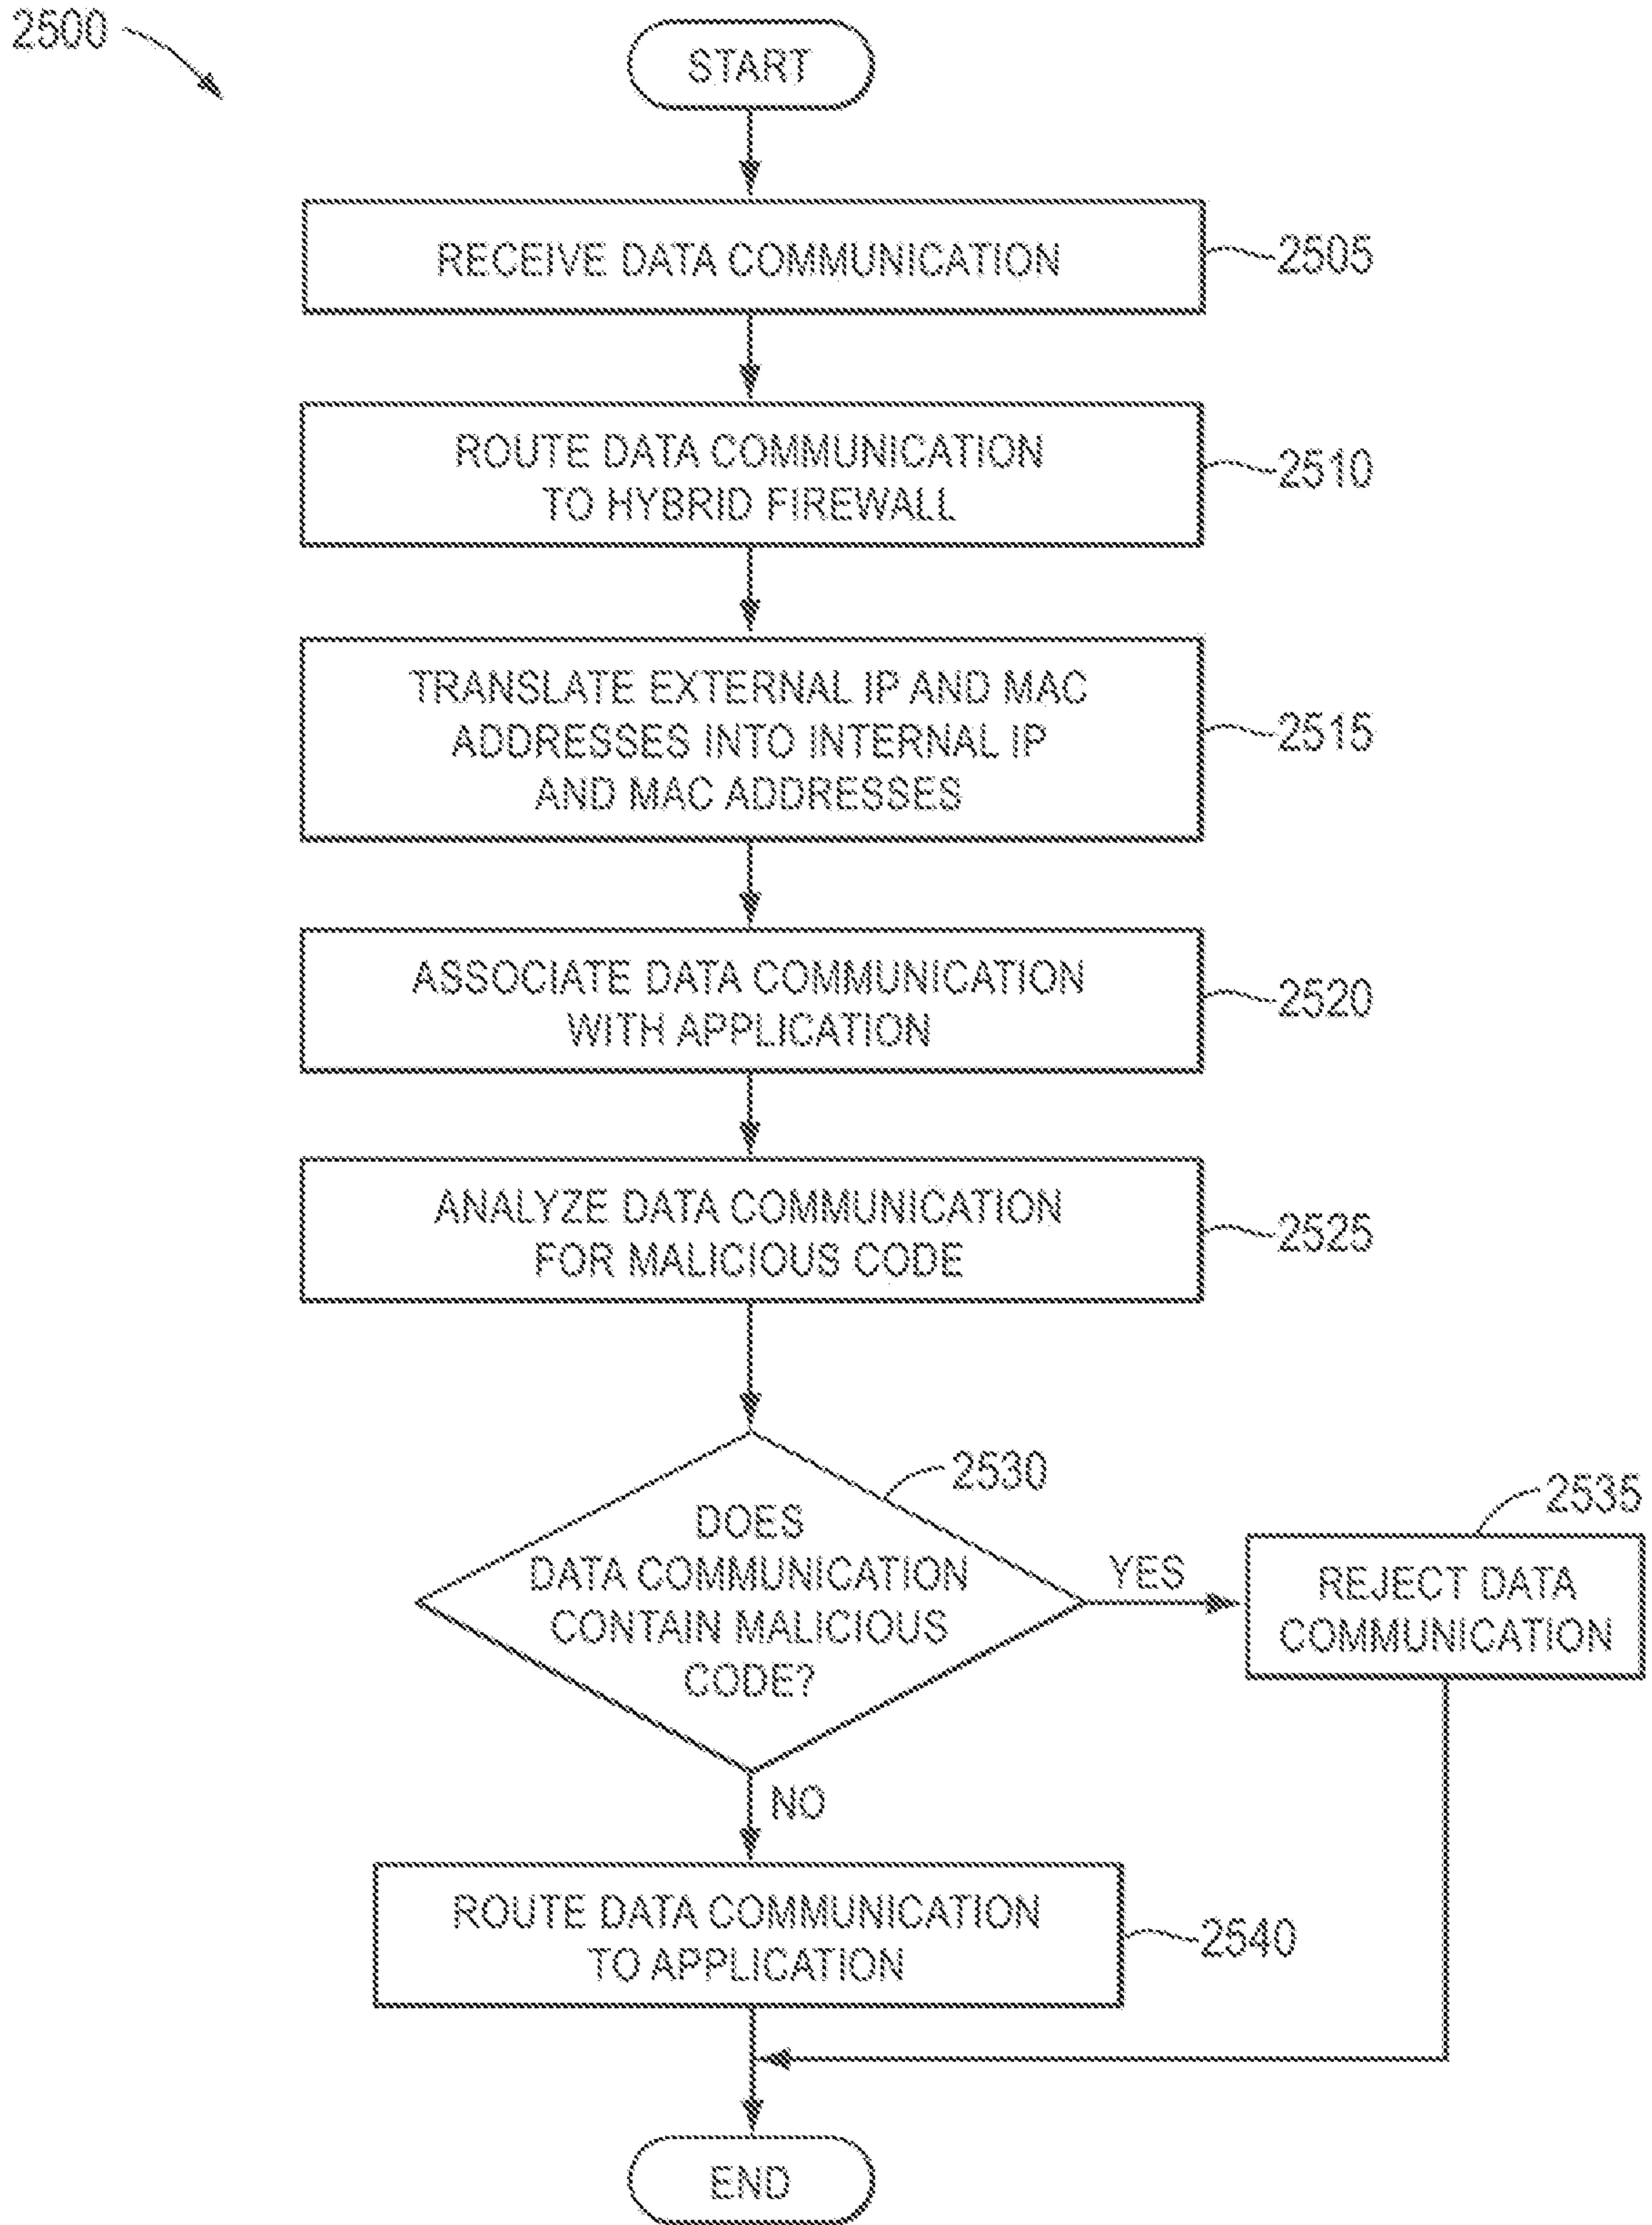 2500
START
RECEIVE DATA COMMUNICATION
2505
ROUTE DATA COMMUNICATION
TO HYBRID FIREWALL
2510
TRANSLATE EXTERNAL IP AND MAC
ADDRESSES INTO INTERNAL IP
AND MAC ADDRESSES
2515
ASSOCIATE DATA COMMUNICATION
WITH APPLICATION
2520
ANALYZE DATA COMMUNICATION
FOR MALICIOUS CODE
2525
2530
DOES
DATA COMMUNICATION
CONTAIN MALICIOUS
CODE?
YES
2535
REJECT DATA
COMMUNICATION
NO
ROUTE DATA COMMUNICATION
TO APPLICATION
2540
END